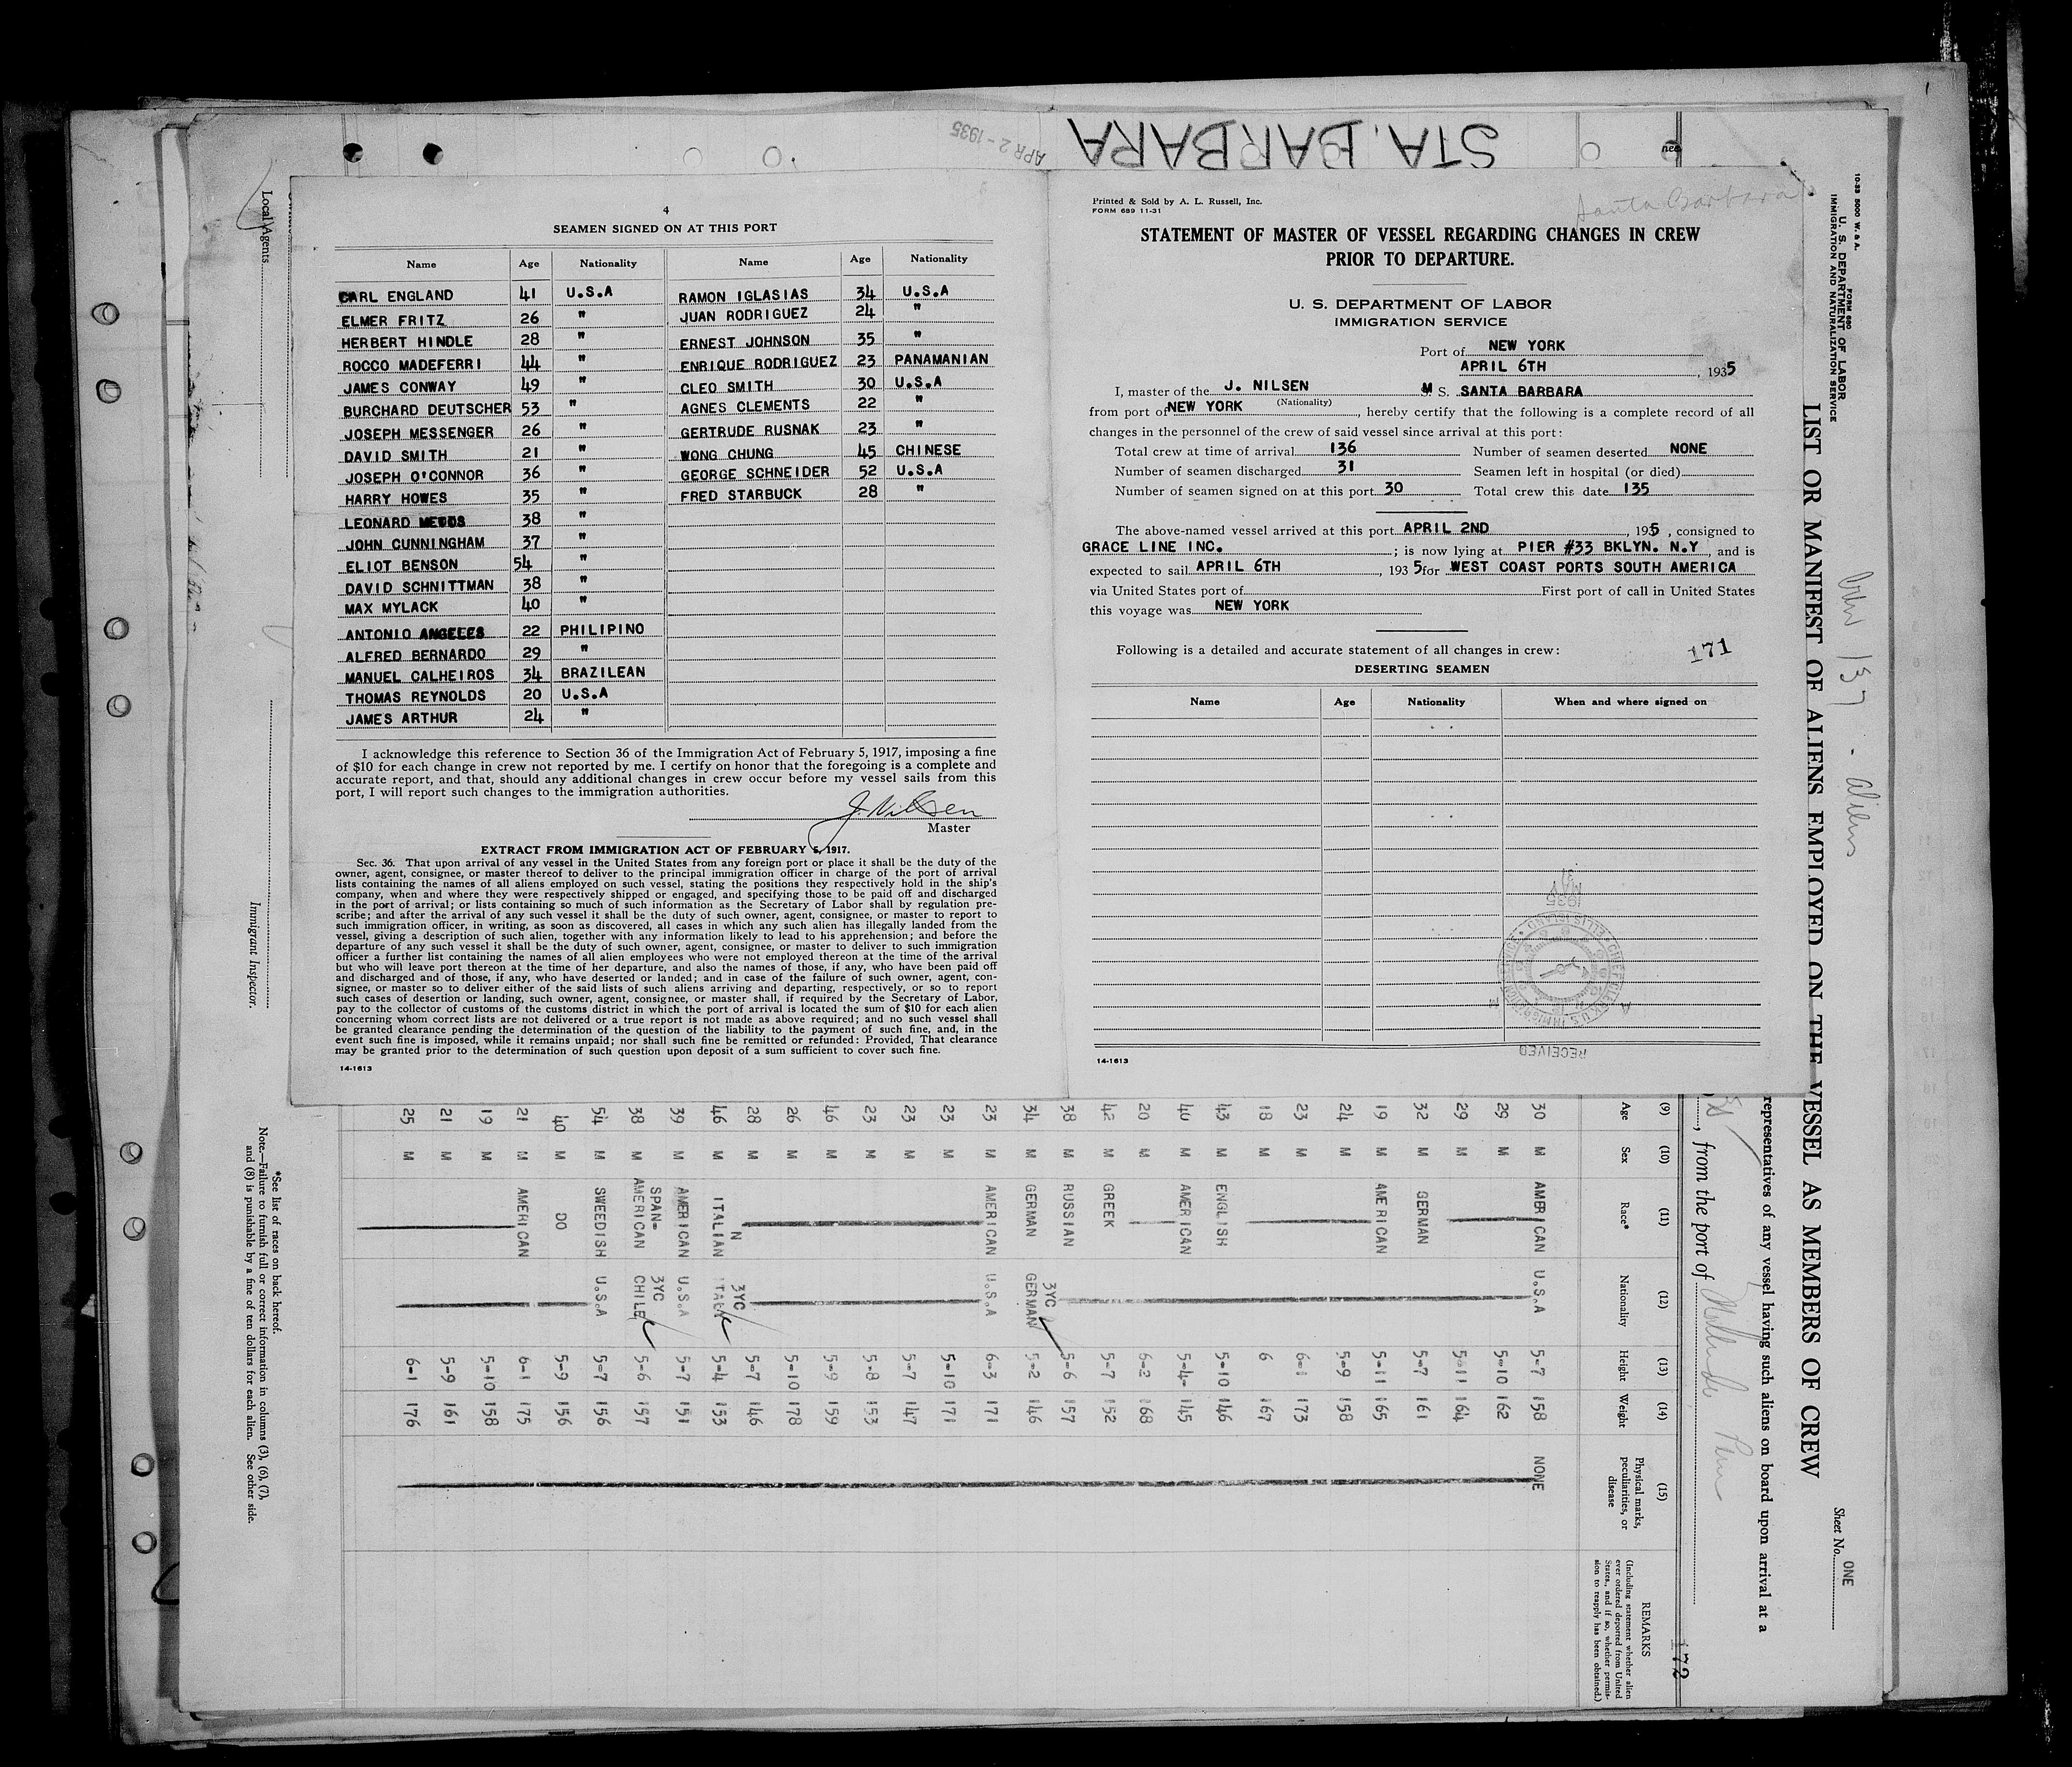 4
SEAMEN SIGNED ON AT THIS PORT
Name Age Nationality Name Age Nationality
CARL ENGLAND 41 U.S.A RAMON IGLASIAS 34 U.S.A
ELMER FRITZ 26 " JUAN RODRIGUEZ 24 "
HERBERT HINDLE 28 " ERNEST JOHNSON 35 "
ROCCO MADEFERRI 44 " ENRIQUE RODRIGUEZ 23 PANAMANIAN
JAMES CONWAY 49 " CLEO SMITH 30 U.S.A
BURCHARD DEUTSCHER 53 " AGNES CLEMENTS 22 "
JOSEPH MESSENGER 26 " GERTRUDE RUSNAK 23 "
DAVID SMITH 21 " WONG CHUNG 45 CHINESE
JOSEPH O'CONNOR 36 " GEORGE SCHNEIDER 52 U.S.A
HARRY HOWES 35 " FRED STARBUCK 28 "
LEONARD 38 "
JOHN CUNNINGHAM 37 "
ELIOT BENSON 54 "
DAVID SCHNITTMAN 38 "
MAX MYLACK 40 "
ANTONIO ANGELES 22 PHILIPINO
ALFRED BERNARDO 29 "
MANUEL CALHEIROS 34 BRAZILEAN
THOMAS REYNOLDS 20 U.S.A
JAMES ARTHUR 24 "
I acknowledge this reference to Section 36 of the Immigration Act of February 5, 1917, imposing a fine
of $10 for each change in crew not reported by me. I certify on honor that the foregoing is a complete and
accurate report, and that, should any additional changes in crew occur before my vessel sails from this
port, I will report such changes to the immigration authorities.
J. Nilsen
Master
EXTRACT FROM IMMIGRATION ACT OF FEBRUARY 5, 1917.
Sec. 36. That upon arrival of any vessel in the United States from any foreign port or place it shall be the duty of the
owner, agent, consignee, or master thereof to deliver to the principal immigration officer in charge of the port of arrival
lists containing the names of all aliens employed on such vessel, stating the positions they respectively hold in the ship's
company, when and where they were respectively shipped or engaged, and specifying those to be paid off and discharged
in the port of arrival; or lists containing so much of such information as the Secretary of Labor shall by regulation pre-
scribe; and after the arrival of any such vessel it shall be the duty of such owner, agent, consignee, or master to report to
such immigration officer, in writing, as soon as discovered, all cases in which any such alien has illegally landed from the
vessel, giving a description of such alien, together with any information likely to lead to his apprehension; and before the
departure of any such vessel it shall be the duty of such owner, agent, consignee, or master to deliver to such immigration
officer a further list containing the names of all alien employees who were not employed thereon at the time of the arrival
but who will leave port thereon at the time of her departure, and also the names of those, if any, who have been paid off
and discharged and of those, if any, who have deserted or landed; and in case of the failure of such owner, agent, con-
signee, or master so to deliver either of the said lists of such aliens arriving and departing, respectively, or so to report
such cases of desertion or landing, such owner, agent, consignee, or master shall, if required by the Secretary of Labor,
pay to the collector of customs of the customs district in which the port of arrival is located the sum of $10 for each alien
concerning whom correct lists are not delivered or a true report is not made as above required; and no such vessel shall
be granted clearance pending the determination of the question of the liability to the payment of such fine, and, in the
event such fine is imposed, while it remains unpaid; nor shall such fine be remitted or refunded: Provided, That clearance
may be granted prior to the determination of such question upon deposit of a sum sufficient to cover such fine.
14-1613
Santa Barbara
Printed & Sold by A. L. Russell, Inc.
FORM 689 11-31
STATEMENT OF MASTER OF VESSEL REGARDING CHANGES IN CREW
PRIOR TO DEPARTURE.
U. S. DEPARTMENT OF LABOR
IMMIGRATION SERVICE
Port of NEW YORK
APRIL 6TH, 1935
I, master of the J. NILSEN M S. SANTA BARBARA
(Nationality)
from port of NEW YORK, hereby certify that the following is a complete record of all
changes in the personnel of the crew of said vessel since arrival at this port:
Total crew at time of arrival 136 Number of seamen deserted NONE
Number of seamen discharged 31 Seamen left in hospital (or died)
Number of seamen signed on at this port 30 Total crew this date 135
The above-named vessel arrived at this port APRIL 2ND, 1935, consigned to
GRACE LINE INC.; is now lying at PIER #33 BKLYN. N.Y, and is
expected to sail APRIL 6TH, 1935 for WEST COAST PORTS SOUTH AMERICA
via United States port of First port of call in United States
this voyage was NEW YORK
Following is a detailed and accurate statement of all changes in crew:
171
DESERTING SEAMEN
Name Age Nationality When and where signed on
1935
CHIEF CLERK U.S. IMMIGRATION SERVICE ELLIS ISLAND
RECEIVED
14-1613
STA. BARBARA
APR 2 - 1935
10-33 5000 W. & A.
FORM 680
U. S. DEPARTMENT OF LABOR
IMMIGRATION AND NATURALIZATION SERVICE
Sheet No. ONE
LIST OR MANIFEST OF ALIENS EMPLOYED ON THE VESSEL AS MEMBERS OF CREW
representatives of any vessel having such aliens on board upon arrival at a
, from the port of Mollendo Peru
172
137 - aliens
(9) (10) (11) (12) (13) (14) (15)
Age Sex Race* Nationality Height Weight Physical marks, peculiarities, or disease
REMARKS
(Including statement whether alien
ever ordered deported from United
States, and if so, whether permis-
sion to reapply has been obtained.)
30 M AMERICAN U.S.A 5-7 158 NONE
29 M 5-10 162
29 M 5-11 164
32 M GERMAN 5-7 161
19 M AMERICAN 5-11 165
24 M 5-9 158
23 M 6-1 173
18 M 6 167
43 M ENGLISH 5-10 146
40 M AMERICAN 5-4 145
20 M 6-2 168
42 M GREEK 5-7 152
38 M RUSSIAN 5-6 157
34 M GERMAN 3YC GERMAN 5-2 146
23 M AMERICAN U.S.A 6-3 171
23 M 5-10 171
23 M 5-7 147
23 M 5-8 153
46 M 5-9 159
26 M 5-10 178
28 M 5-7 146
46 M ITALIAN N 3YC ITALY 5-4 153
39 M AMERICAN U.S.A 5-7 151
38 M SPAN-AMERICAN 3YC CHILE 5-6 157
54 M SWEEDISH U.S.A 5-7 156
40 M DO 5-9 156
21 M AMERICAN 6-1 175
19 M 5-10 158
21 M 5-9 161
25 M 6-1 176
Local Agents
Immigrant Inspector.
*See list of races on back hereof.
Note.—Failure to furnish full or correct information in columns (3), (6), (7),
and (8) is punishable by a fine of ten dollars for each alien. See other side.